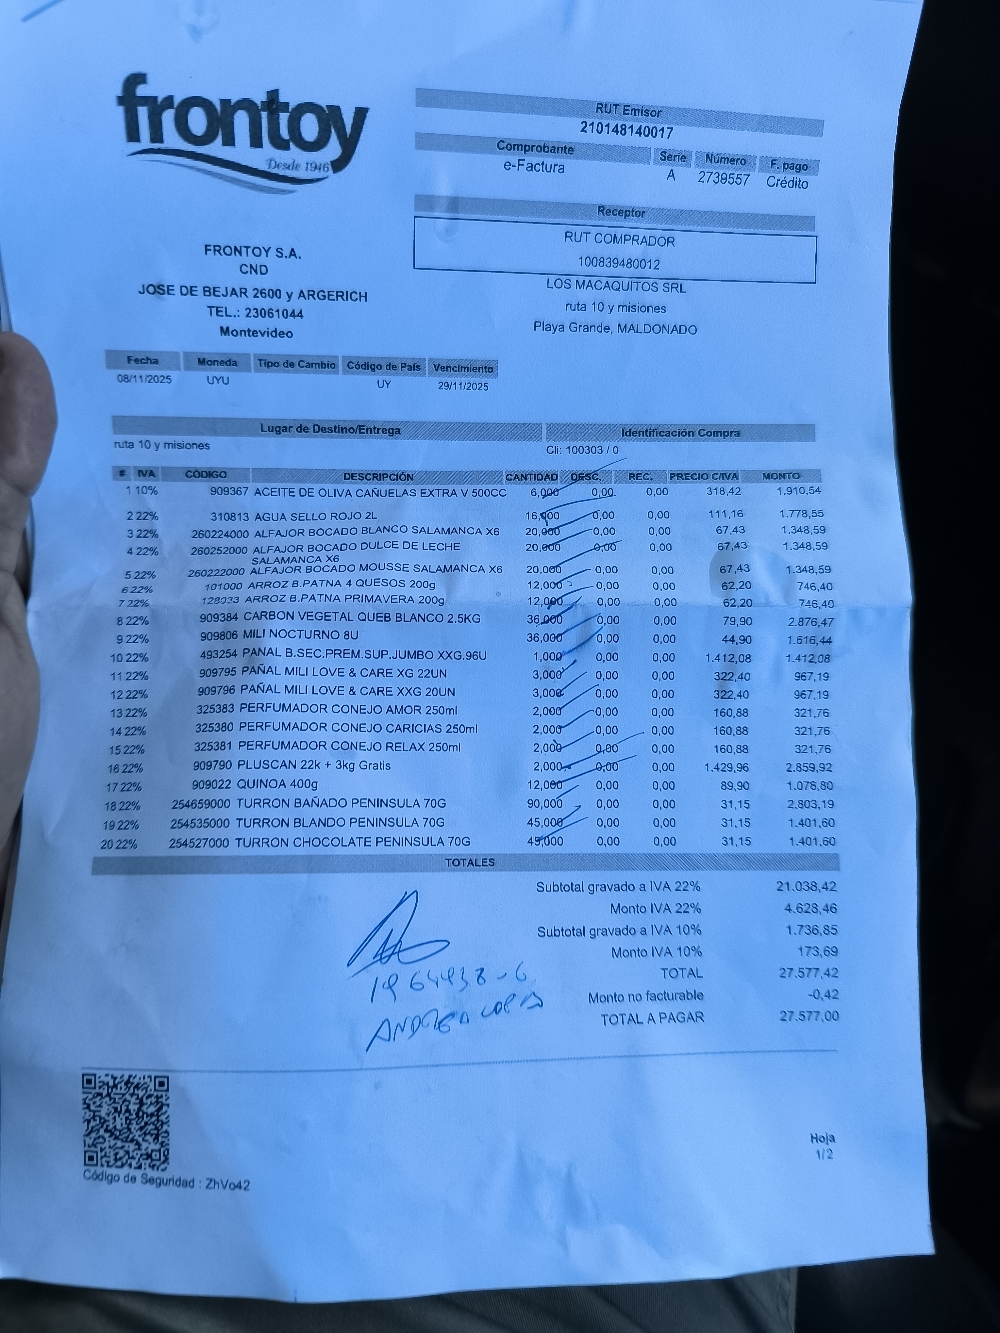 frontoy
Desde 1946
FRONTOY S.A.
CND
JOSE DE BEJAR 2600 y ARGERICH
TEL.: 23061044
Montevideo
RUT Emisor
210148140017
Comprobante Serie Número F. pago
e-Factura A 2739557 Crédito
Receptor
RUT COMPRADOR
100839480012
LOS MACAQUITOS SRL
ruta 10 y misiones
Playa Grande, MALDONADO
Fecha Moneda Tipo de Cambio Código de País Vencimiento
08/11/2025 UYU UY 29/11/2025
Lugar de Destino/Entrega Identificación Compra
ruta 10 y misiones Cli: 100303 / 0
# IVA CÓDIGO DESCRIPCIÓN CANTIDAD DESC. REC. PRECIO C/IVA MONTO
1 10% 909367 ACEITE DE OLIVA CAÑUELAS EXTRA V 500CC 6,000 0,00 0,00 318,42 1.910,54
2 22% 310813 AGUA SELLO ROJO 2L 16,000 0,00 0,00 111,16 1.778,55
3 22% 260224000 ALFAJOR BOCADO BLANCO SALAMANCA X6 20,000 0,00 0,00 67,43 1.348,59
4 22% 260252000 ALFAJOR BOCADO DULCE DE LECHE SALAMANCA X6 20,000 0,00 0,00 67,43 1.348,59
5 22% 260222000 ALFAJOR BOCADO MOUSSE SALAMANCA X6 20,000 0,00 0,00 67,43 1.348,59
6 22% 101000 ARROZ B.PATNA 4 QUESOS 200g 12,000 0,00 0,00 62,20 746,40
7 22% ARROZ B.PATNA PRIMAVERA 200g 12,000 0,00 0,00 62,20 746,40
8 22% 909384 CARBON VEGETAL QUEB BLANCO 2.5KG 36,000 0,00 0,00 79,90 2.876,47
9 22% 909806 MILI NOCTURNO 8U 36,000 0,00 0,00 44,90 1.616,44
10 22% 493254 PAÑAL B.SEC.PREM.SUP.JUMBO XXG.96U 1,000 0,00 0,00 1.412,08 1.412,08
11 22% 909795 PAÑAL MILI LOVE & CARE XG 22UN 3,000 0,00 0,00 322,40 967,19
12 22% 909796 PAÑAL MILI LOVE & CARE XXG 20UN 3,000 0,00 0,00 322,40 967,19
13 22% 325383 PERFUMADOR CONEJO AMOR 250ml 2,000 0,00 0,00 160,88 321,76
14 22% 325380 PERFUMADOR CONEJO CARICIAS 250ml 2,000 0,00 0,00 160,88 321,76
15 22% 325381 PERFUMADOR CONEJO RELAX 250ml 2,000 0,00 0,00 160,88 321,76
16 22% 909790 PLUSCAN 22k + 3kg Gratis 2,000 0,00 0,00 1.429,96 2.859,92
17 22% 909022 QUINOA 400g 12,000 0,00 0,00 89,90 1.078,80
18 22% 254659000 TURRON BAÑADO PENINSULA 70G 90,000 0,00 0,00 31,15 2.803,19
19 22% 254535000 TURRON BLANDO PENINSULA 70G 45,000 0,00 0,00 31,15 1.401,60
20 22% 254527000 TURRON CHOCOLATE PENINSULA 70G 45,000 0,00 0,00 31,15 1.401,60
TOTALES
Subtotal gravado a IVA 22% 21.038,42
Monto IVA 22% 4.628,46
Subtotal gravado a IVA 10% 1.736,85
Monto IVA 10% 173,69
TOTAL 27.577,42
Monto no facturable -0,42
TOTAL A PAGAR 27.577,00
Hoja
1/2
Código de Seguridad : ZhVo42